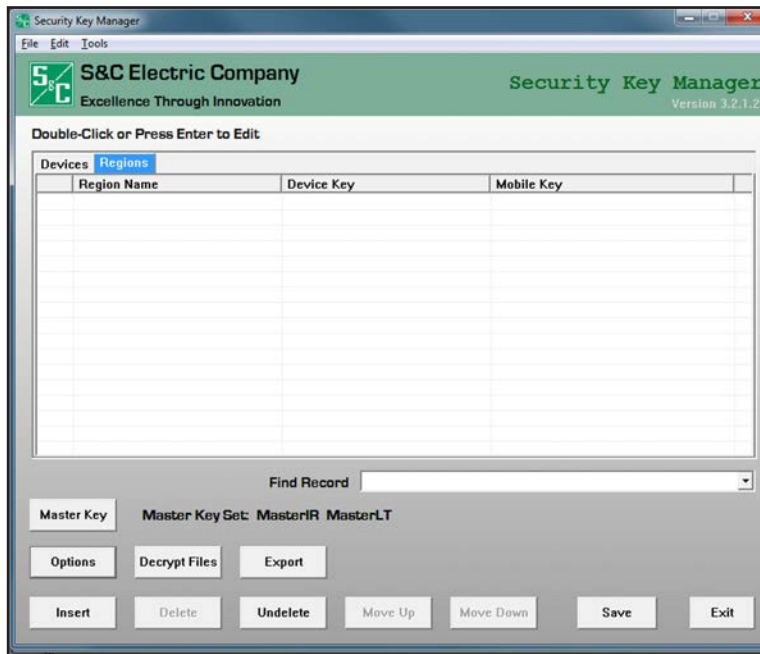 Security Key Manager
File Edit Tools
S&C
S&C Electric Company
Excellence Through Innovation
Security Key Manager
Version 3.2.1.2
Double-Click or Press Enter to Edit
Devices Regions
Region Name Device Key Mobile Key
Find Record
Master Key Master Key Set: MasterIR MasterLT
Options Decrypt Files Export
Insert Delete Undelete Move Up Move Down Save Exit